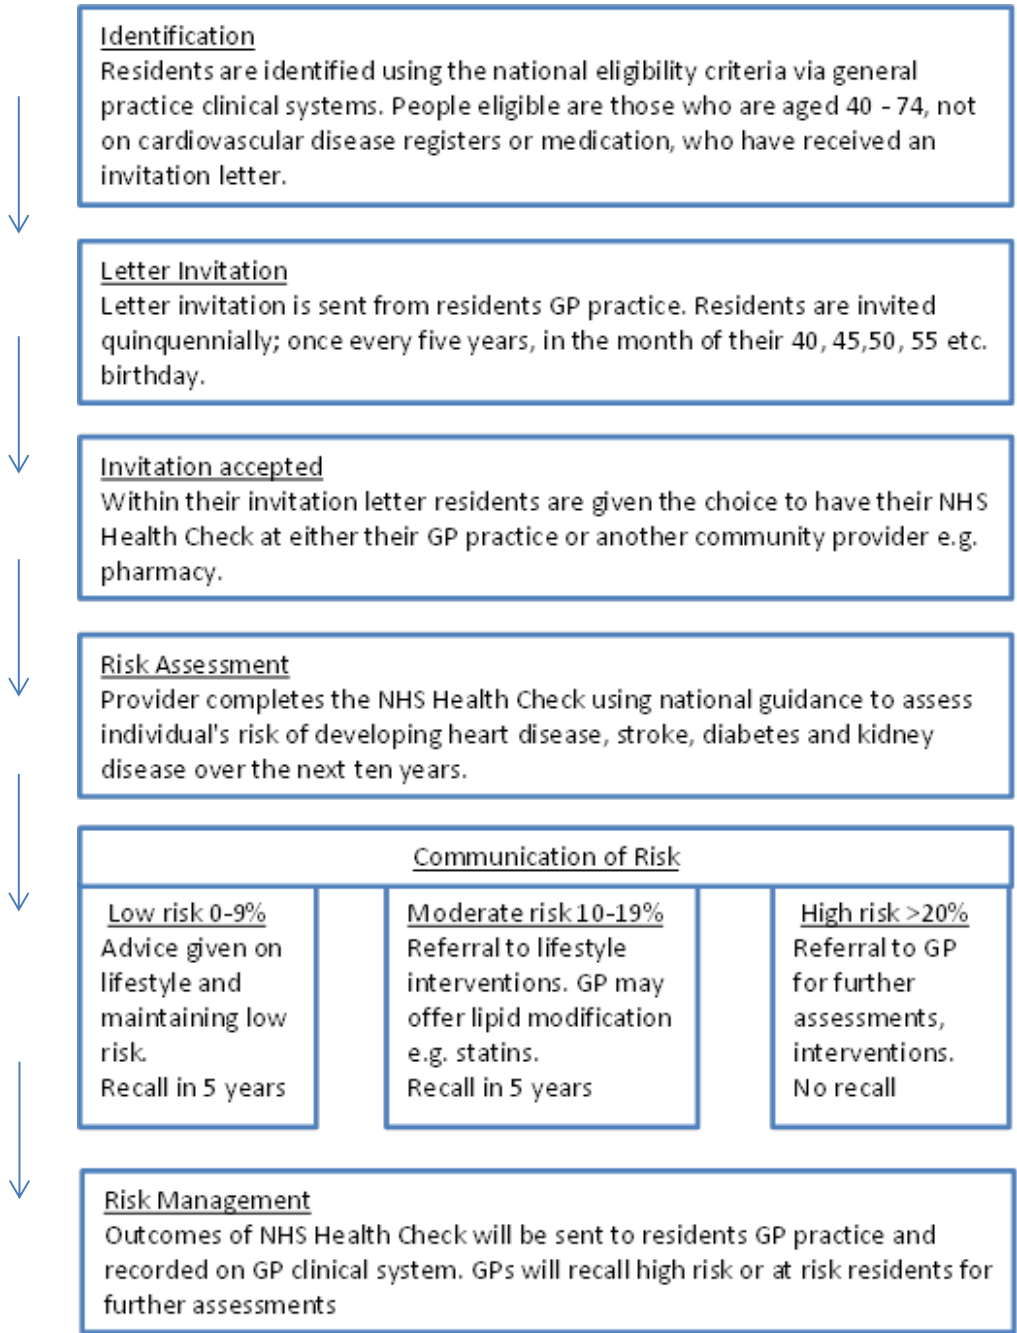 Identification
Residents are identified using the national eligibility criteria via general
practice clinical systems. People eligible are those who are aged 40 - 74, not
on cardiovascular disease registers or medication, who have received an
invitation letter.
Letter Invitation
Letter invitation is sent from residents GP practice. Residents are invited
quinquennially; once every five years, in the month of their 40, 45,50, 55 etc.
birthday.
Invitation accepted
Within their invitation letter residents are given the choice to have their NHS
Health Check at either their GP practice or another community provider e.g.
pharmacy.
Risk Assessment
Provider completes the NHS Health Check using national guidance to assess
individual's risk of developing heart disease, stroke, diabetes and kidney
disease over the next ten years.
Communication of Risk
Low risk 0-9%
Advice given on
lifestyle and
maintaining low
risk.
Recall in 5 years
Moderate risk 10-19%
Referral to lifestyle
interventions. GP may
offer lipid modification
e.g. statins.
Recall in 5 years
High risk >20%
Referral to GP
for further
assessments,
interventions.
No recall
Risk Management
Outcomes of NHS Health Check will be sent to residents GP practice and
recorded on GP clinical system. GPs will recall high risk or at risk residents for
further assessments